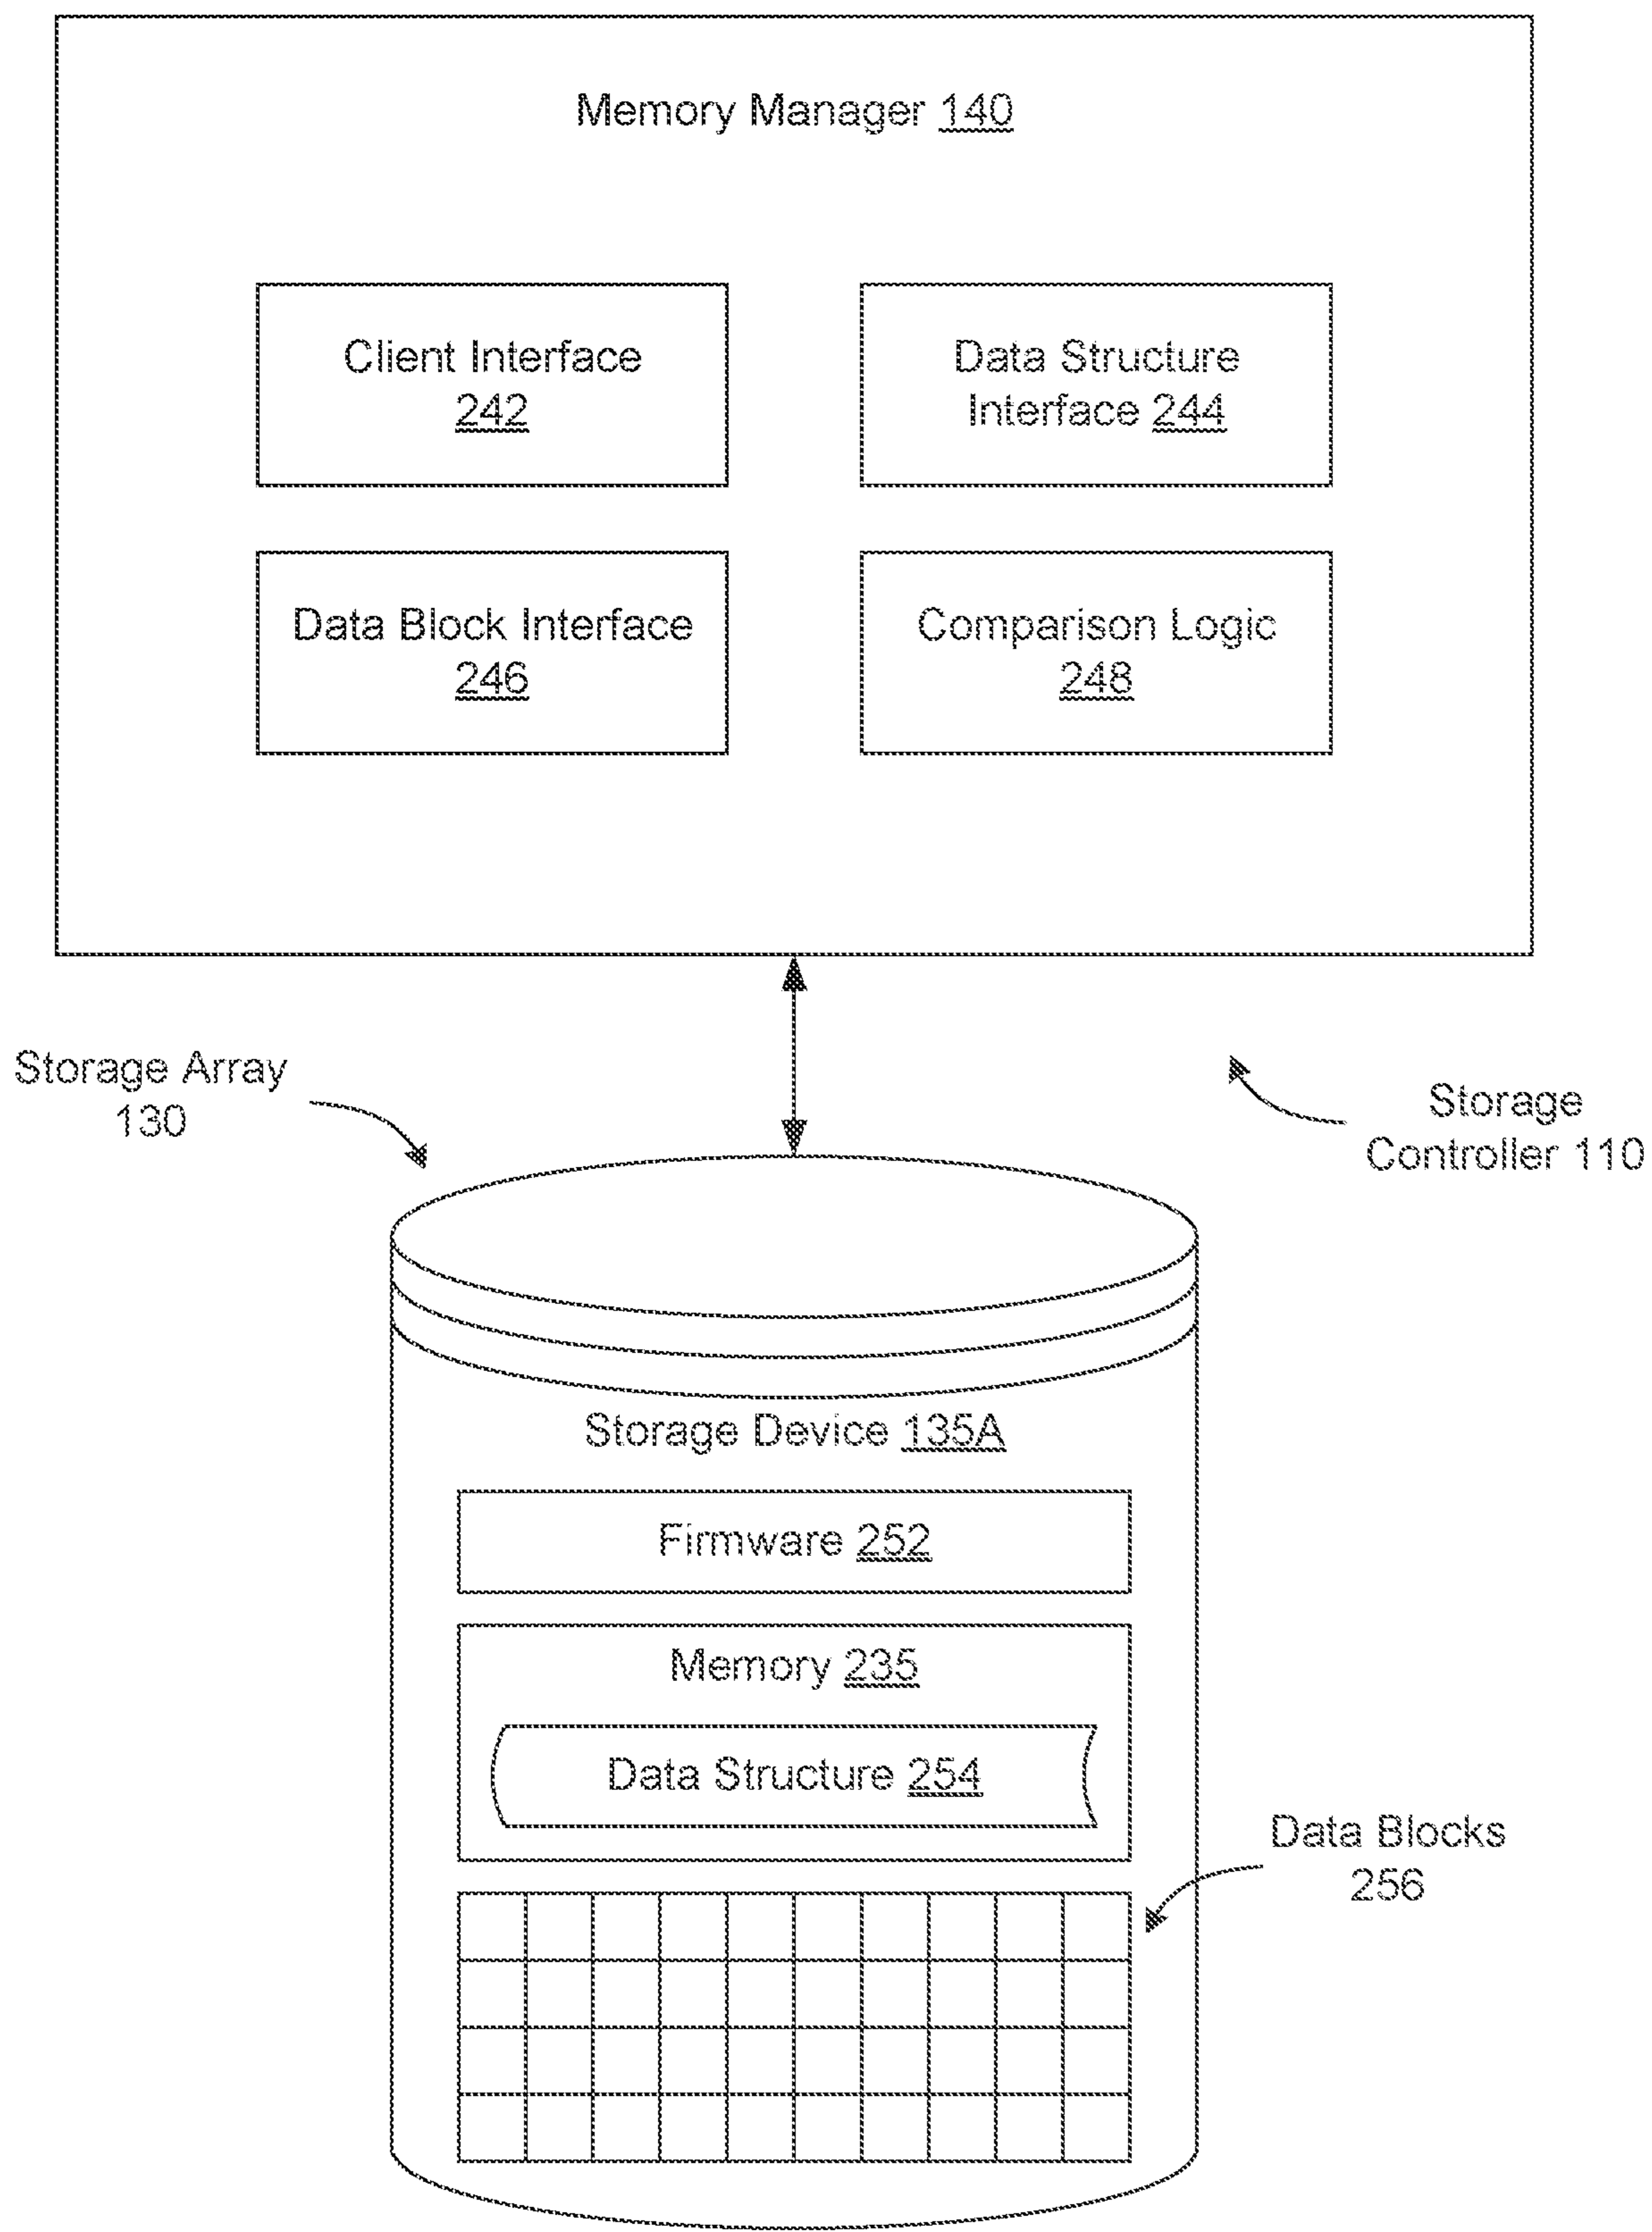 Memory Manager 140
Client Interface
242
Data Structure
Interface 244
Data Block Interface
246
Comparison Logic
248
Storage Array
130
Storage
Controller 110
Storage Device 135A
Firmware 252
Memory 235
Data Structure 254
Data Blocks
256